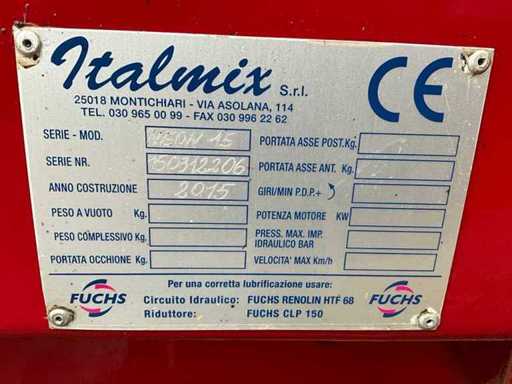 Italmix S.r.l.
25018 MONTICHIARI - VIA ASOLANA, 114
TEL. 030 965 00 99 - FAX 030 996 22 62
CE
SERIE - MOD. 15
SERIE NR. 150312206
ANNO COSTRUZIONE 2015
PESO A VUOTO Kg.
PESO COMPLESSIVO Kg.
PORTATA OCCHIONE Kg.
PORTATA ASSE POST. Kg.
PORTATA ASSE ANT. Kg.
GIRI/MIN P.D.P.
POTENZA MOTORE KW
PRESS. MAX. IMP.
IDRAULICO BAR
VELOCITA' MAX Km/h
Per una corretta lubrificazione usare:
FUCHS
Circuito Idraulico: FUCHS RENOLIN HTF 68
Riduttore: FUCHS CLP 150
FUCHS